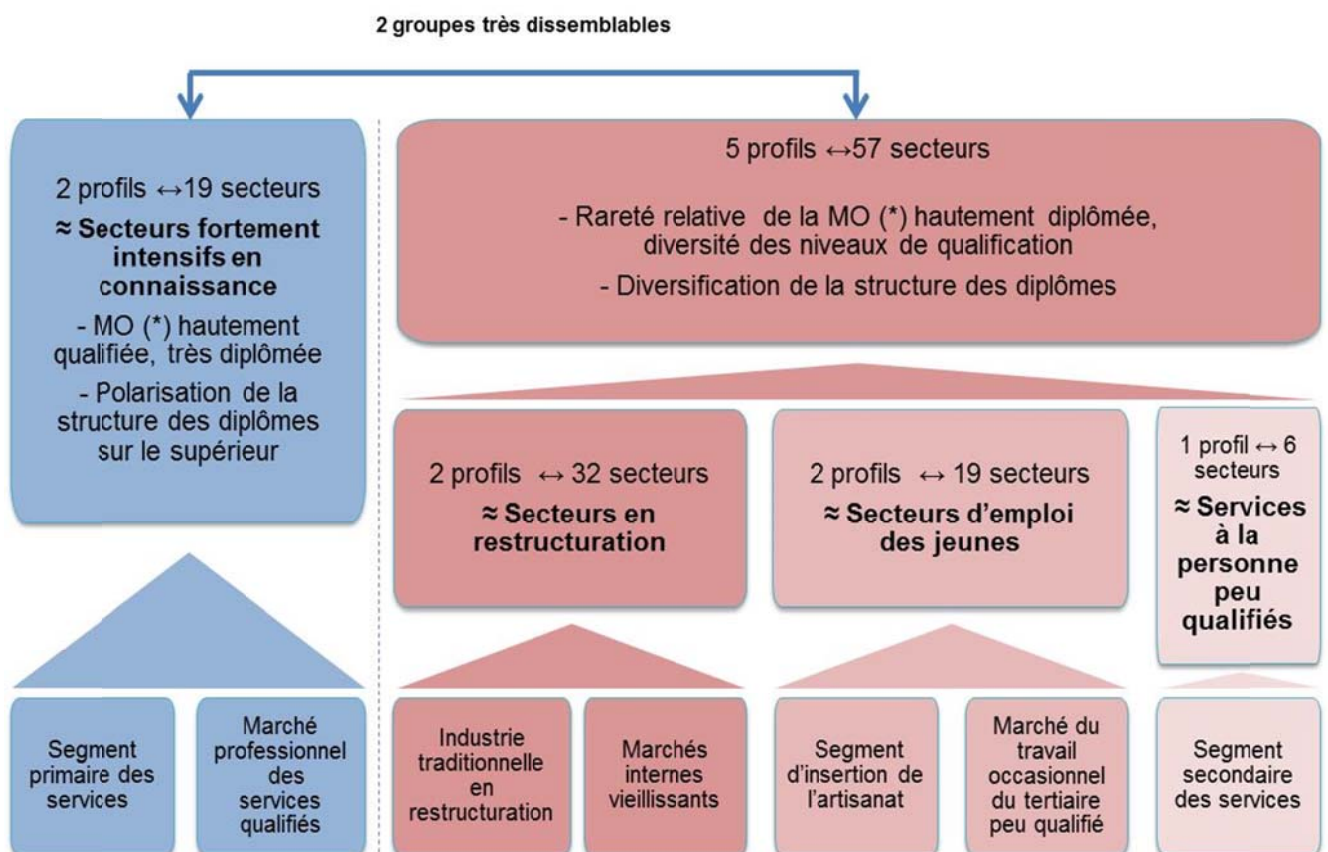 2 groupes très dissemblables
2 profils ↔19 secteurs
≈ Secteurs fortement
intensifs en
connaissance
- MO (*) hautement
qualifiée, très diplômée
- Polarisation de la
structure des diplômes
sur le supérieur
5 profils ↔57 secteurs
- Rareté relative de la MO (*) hautement diplômée,
diversité des niveaux de qualification
- Diversification de la structure des diplômes
2 profils ↔ 32 secteurs
≈ Secteurs en
restructuration
2 profils ↔ 19 secteurs
≈ Secteurs d'emploi
des jeunes
1 profil ↔ 6
secteurs
≈ Services
à la
personne
peu
qualifiés
Segment
primaire des
services
Marché
professionnel
des
services
qualifiés
Industrie
traditionnelle
en
restructuration
Marchés
internes
vieillissants
Segment
d'insertion de
l'artisanat
Marché du
travail
occasionnel
du tertiaire
peu qualifié
Segment
secondaire
des services